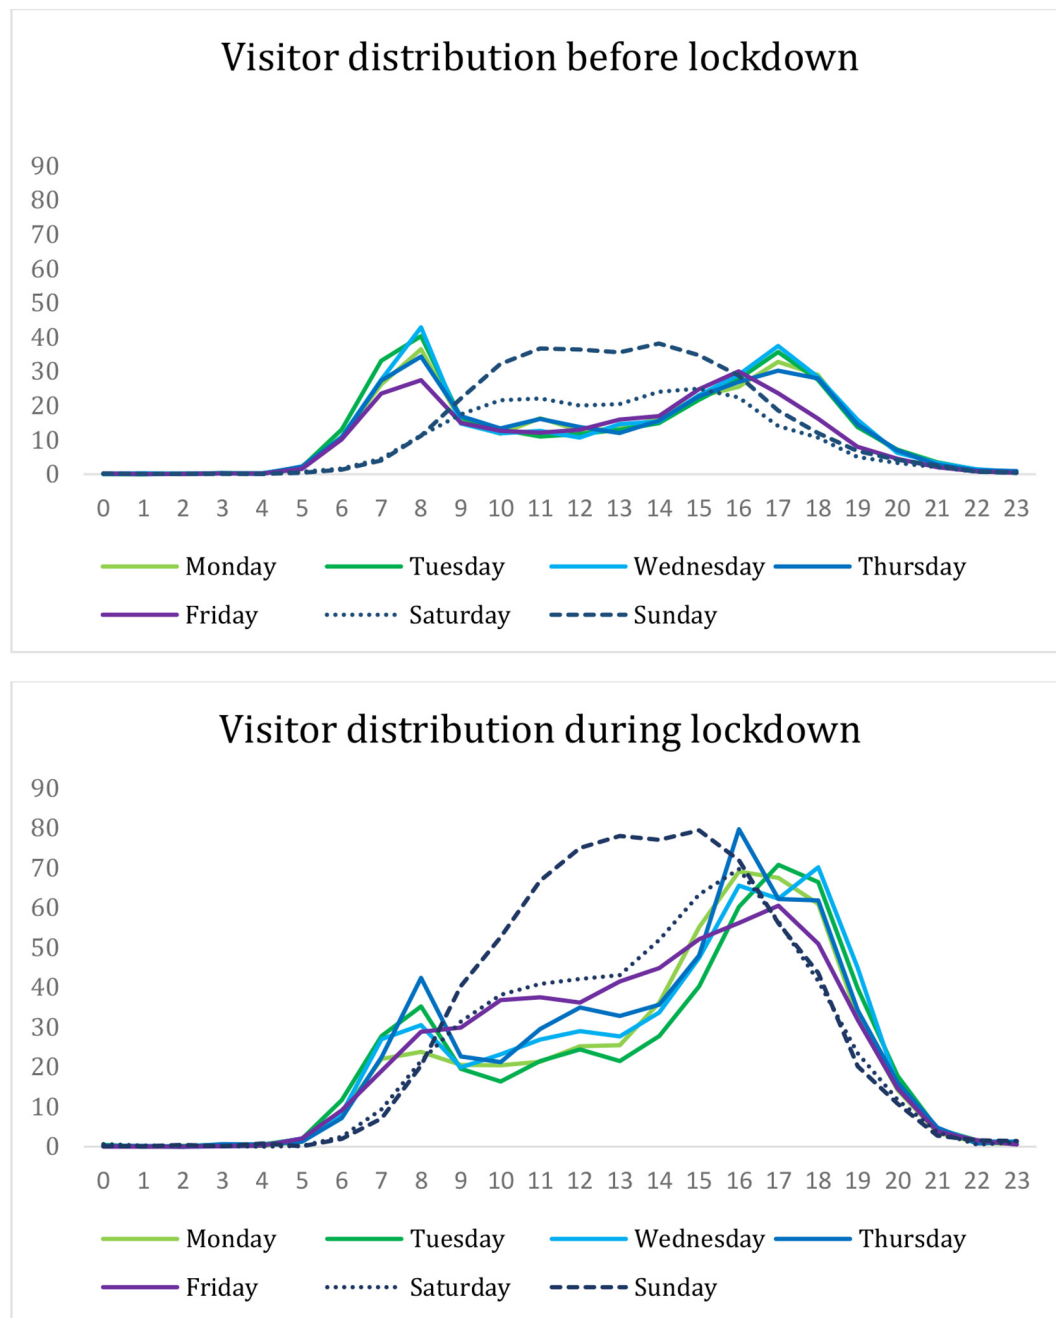 Visitor distribution before lockdown
90
80
70
60
50
40
30
20
10
0
0 1 2 3 4 5 6 7 8 9 10 11 12 13 14 15 16 17 18 19 20 21 22 23
Monday Tuesday Wednesday Thursday
Friday Saturday Sunday
Visitor distribution during lockdown
90
80
70
60
50
40
30
20
10
0
0 1 2 3 4 5 6 7 8 9 10 11 12 13 14 15 16 17 18 19 20 21 22 23
Monday Tuesday Wednesday Thursday
Friday Saturday Sunday